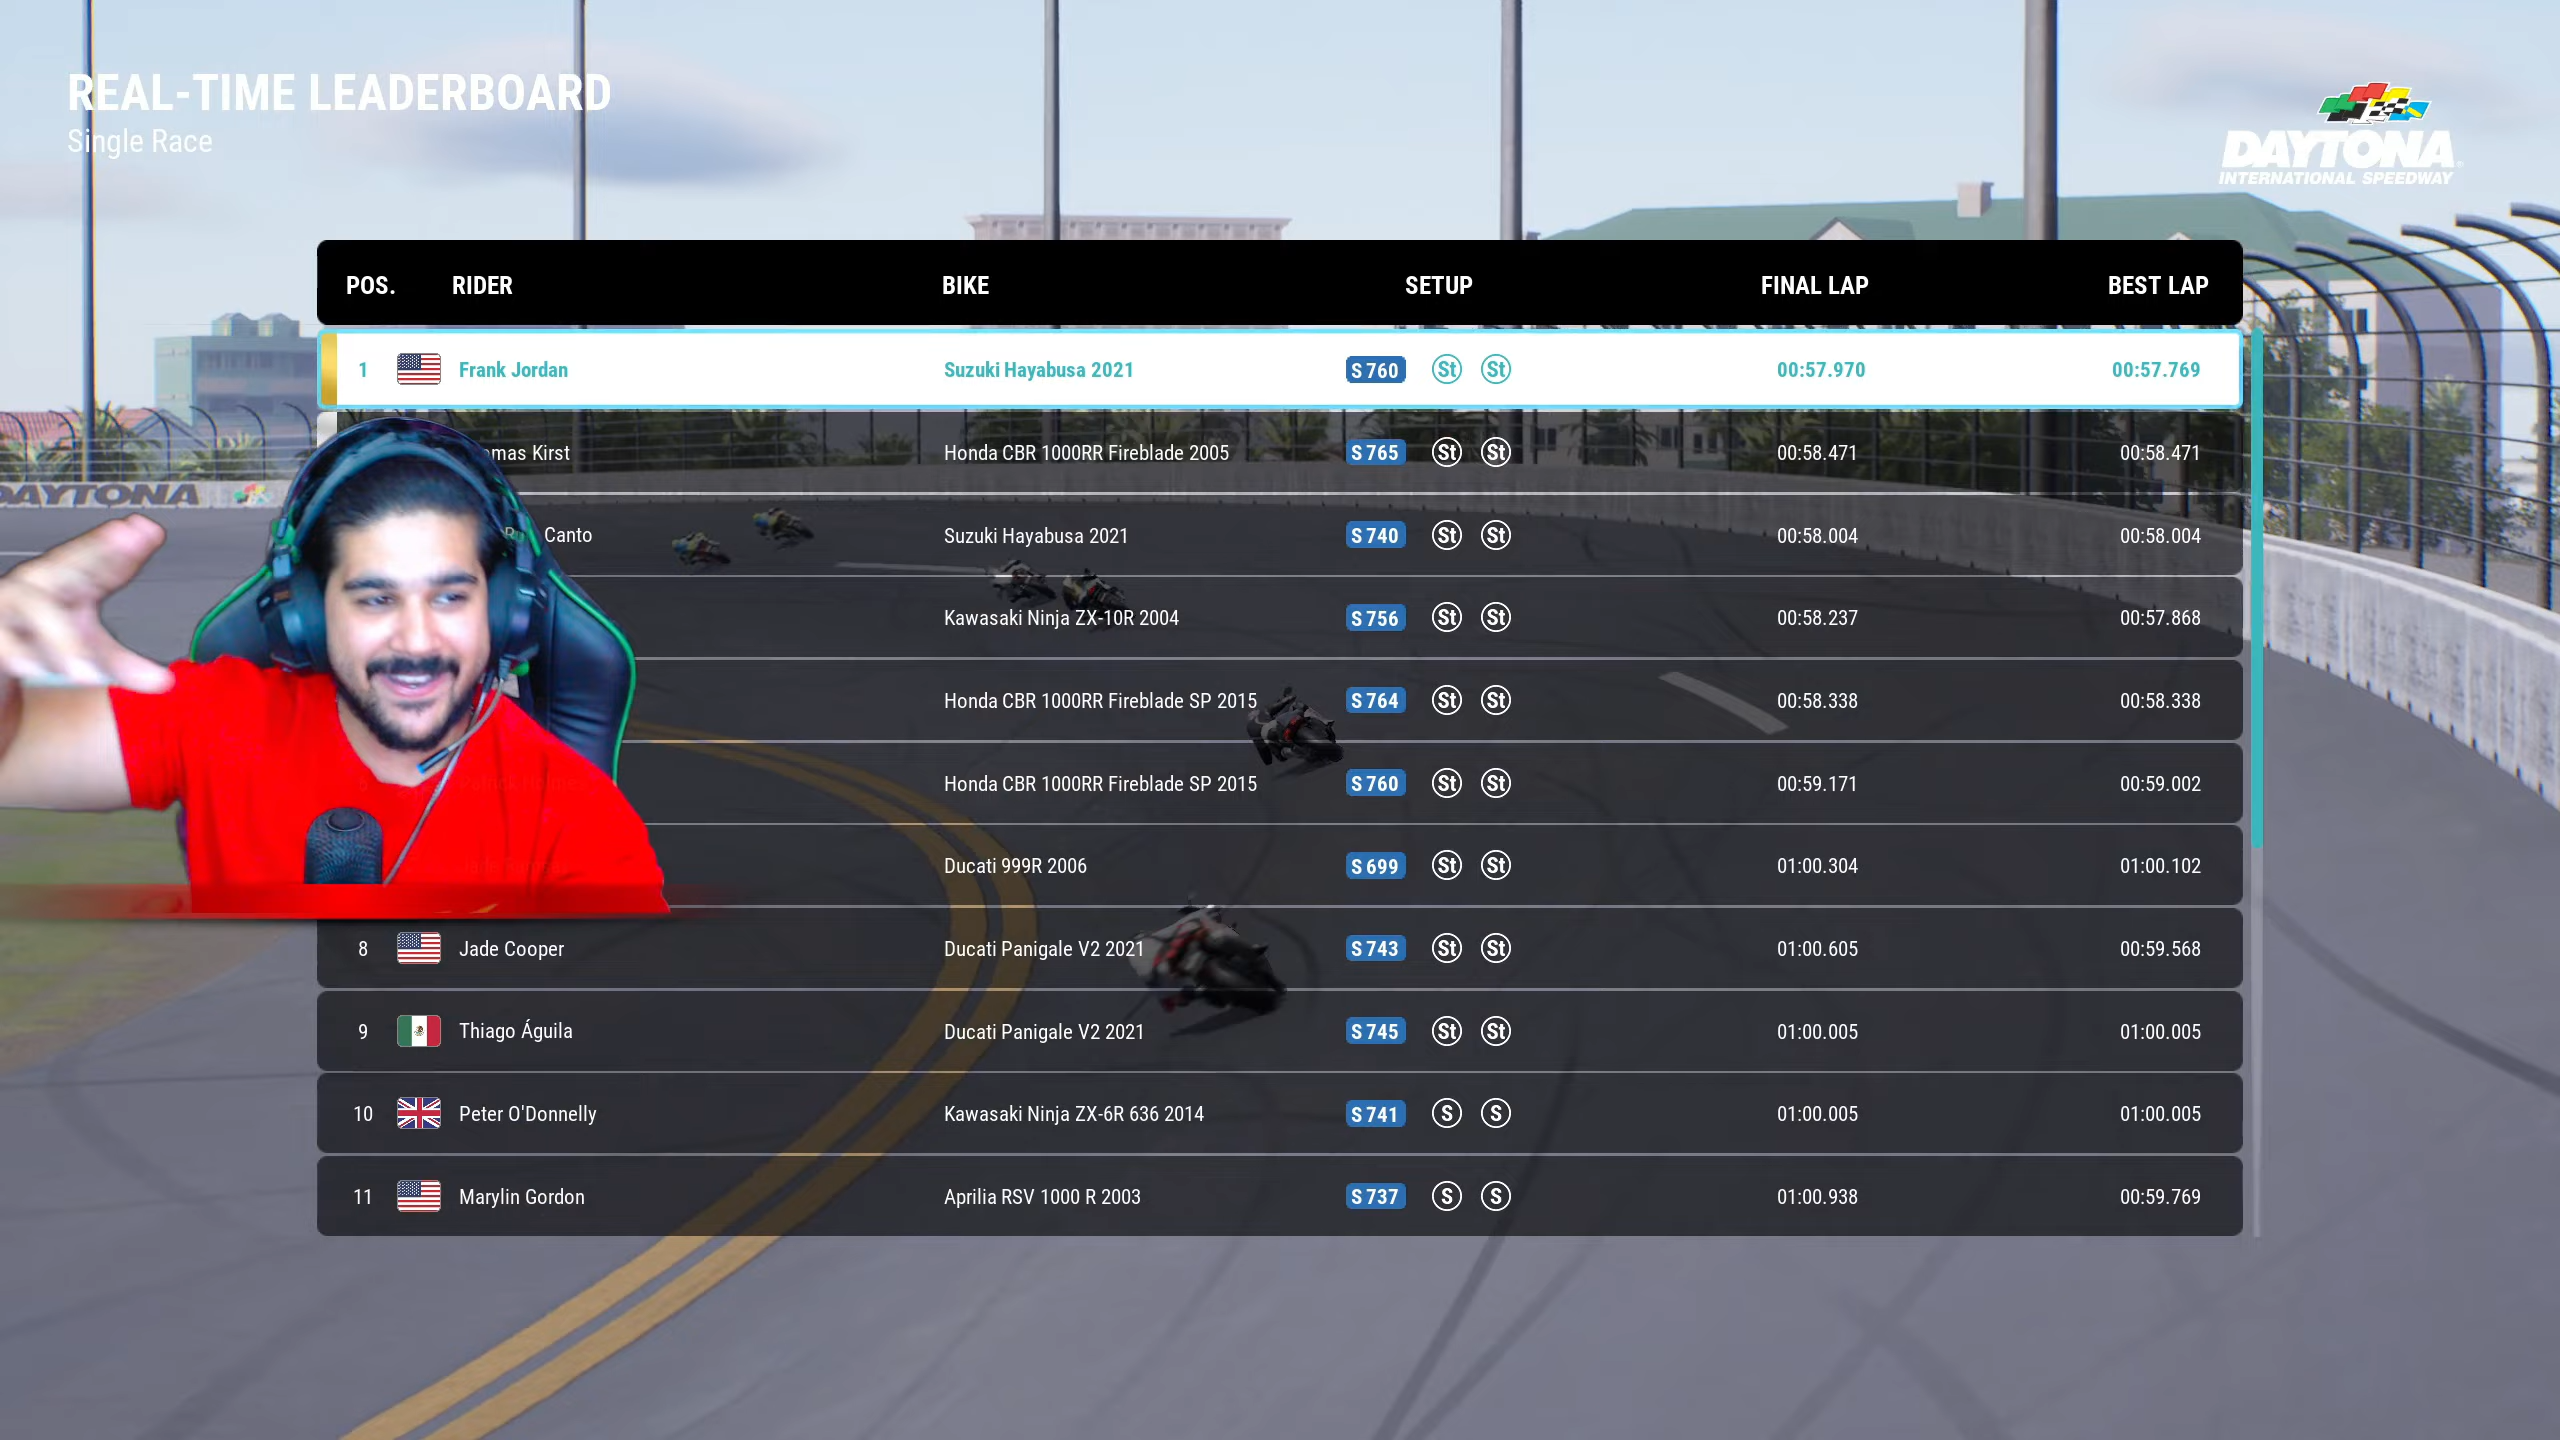 REAL-TIME LEADERBOARD
Single Race
DAYTONA
INTERNATIONAL SPEEDWAY
POS. RIDER BIKE SETUP FINAL LAP BEST LAP
1 Frank Jordan Suzuki Hayabusa 2021 S 760 St St 00:57.970 00:57.769
Kirst Honda CBR 1000RR Fireblade 2005 S 765 St St 00:58.471 00:58.471
Canto Suzuki Hayabusa 2021 S 740 St St 00:58.004 00:58.004
Kawasaki Ninja ZX-10R 2004 S 756 St St 00:58.237 00:57.868
Honda CBR 1000RR Fireblade SP 2015 S 764 St St 00:58.338 00:58.338
Honda CBR 1000RR Fireblade SP 2015 S 760 St St 00:59.171 00:59.002
Ducati 999R 2006 S 699 St St 01:00.304 01:00.102
8 Jade Cooper Ducati Panigale V2 2021 S 743 St St 01:00.605 00:59.568
9 Thiago Águila Ducati Panigale V2 2021 S 745 St St 01:00.005 01:00.005
10 Peter O'Donnelly Kawasaki Ninja ZX-6R 636 2014 S 741 S S 01:00.005 01:00.005
11 Marylin Gordon Aprilia RSV 1000 R 2003 S 737 S S 01:00.938 00:59.769
DAYTONA